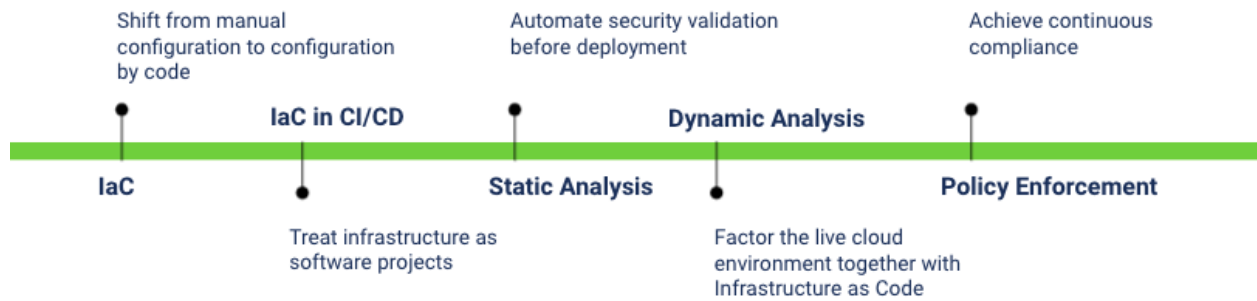 Shift from manual
configuration to configuration
by code
IaC
IaC in CI/CD
Treat infrastructure as
software projects
Automate security validation
before deployment
Static Analysis
Dynamic Analysis
Factor the live cloud
environment together with
Infrastructure as Code
Achieve continuous
compliance
Policy Enforcement